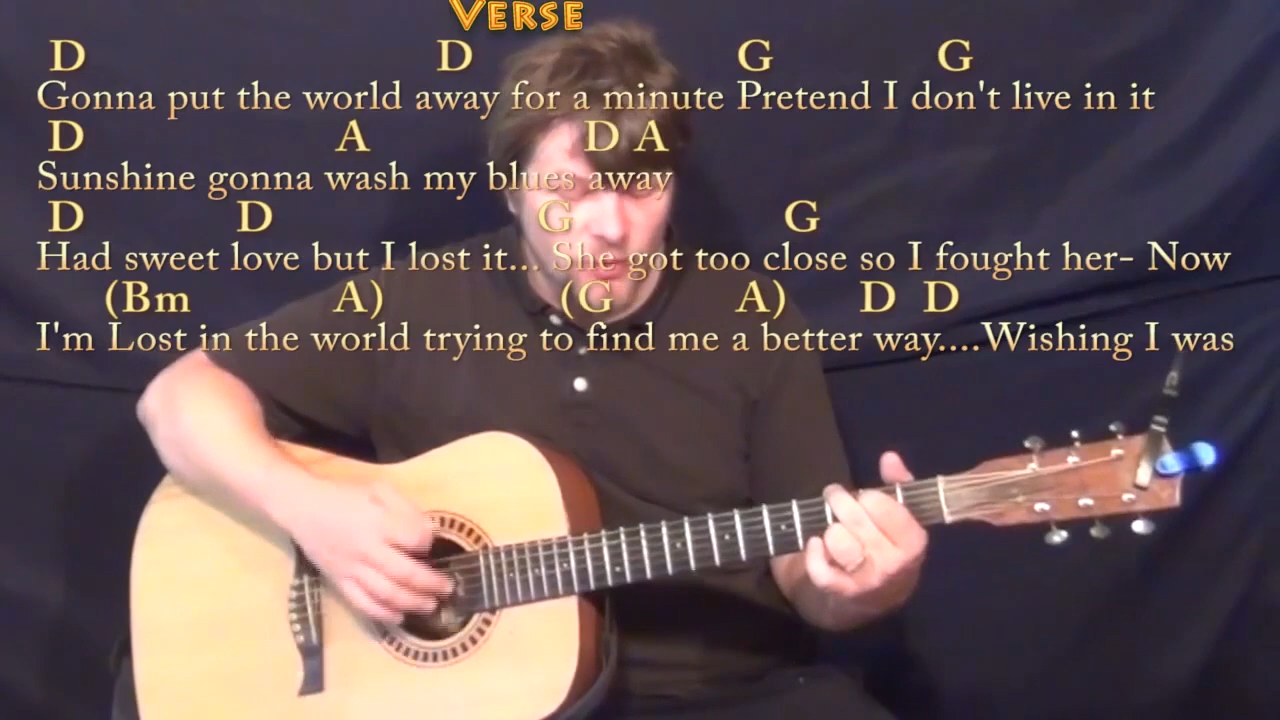 VERSE
D D G G
Gonna put the world away for a minute Pretend I don't live in it
D A D A
Sunshine gonna wash my blues away
D D G G
Had sweet love but I lost it... She got too close so I fought her- Now
(Bm A) (G A) D D
I'm Lost in the world trying to find me a better way....Wishing I was